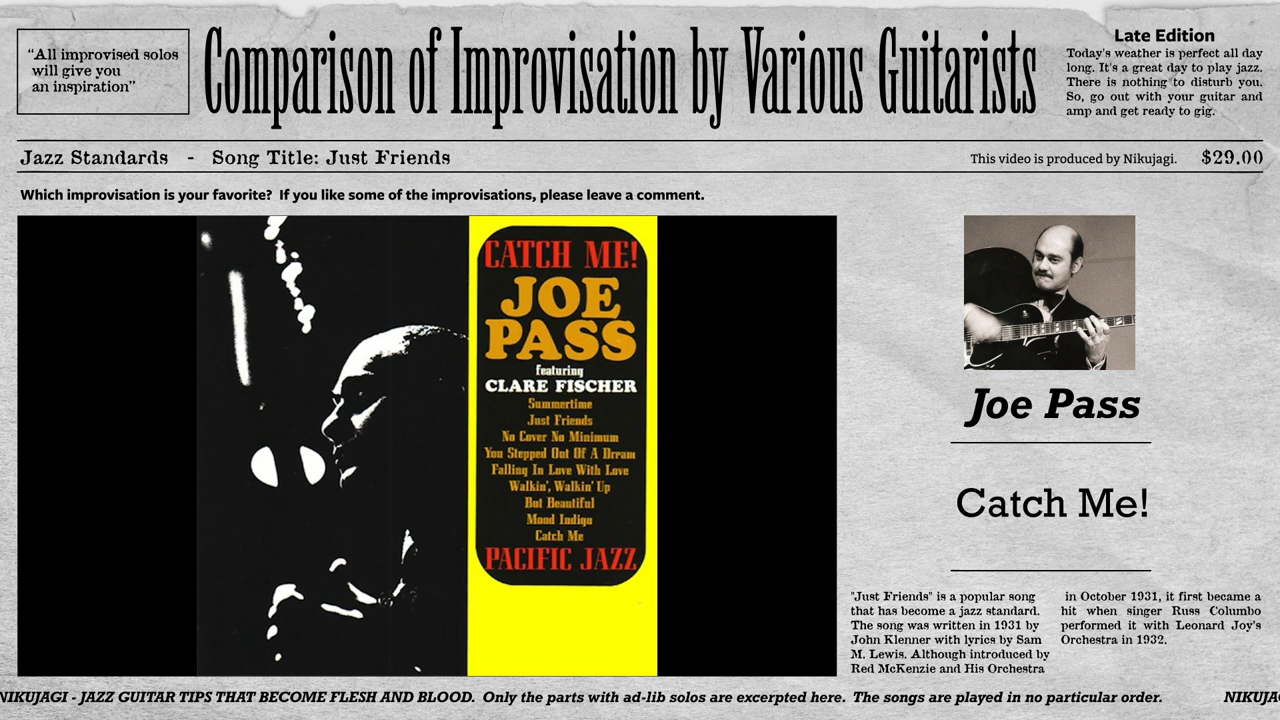 “All improvised solos
will give you
an inspiration”
Comparison of Improvisation by Various Guitarists
Late Edition
Today's weather is perfect all day
long. It's a great day to play jazz.
There is nothing to disturb you.
So, go out with your guitar and
amp and get ready to gig.
Jazz Standards - Song Title: Just Friends
This video is produced by Nikujagi. $29.00
Which improvisation is your favorite? If you like some of the improvisations, please leave a comment.
CATCH ME!
JOE
PASS
featuring
CLARE FISCHER
Summertime
Just Friends
No Cover No Minimum
You Stepped Out Of A Dream
Falling In Love With Love
Walkin', Walkin' Up
But Beautiful
Mood Indigo
Catch Me
PACIFIC JAZZ
Joe Pass
Catch Me!
"Just Friends" is a popular song
that has become a jazz standard.
The song was written in 1931 by
John Klenner with lyrics by Sam
M. Lewis. Although introduced by
Red McKenzie and His Orchestra
in October 1931, it first became a
hit when singer Russ Columbo
performed it with Leonard Joy's
Orchestra in 1932.
NIKUJAGI - JAZZ GUITAR TIPS THAT BECOME FLESH AND BLOOD. Only the parts with ad-lib solos are excerpted here. The songs are played in no particular order. NIKUJAG